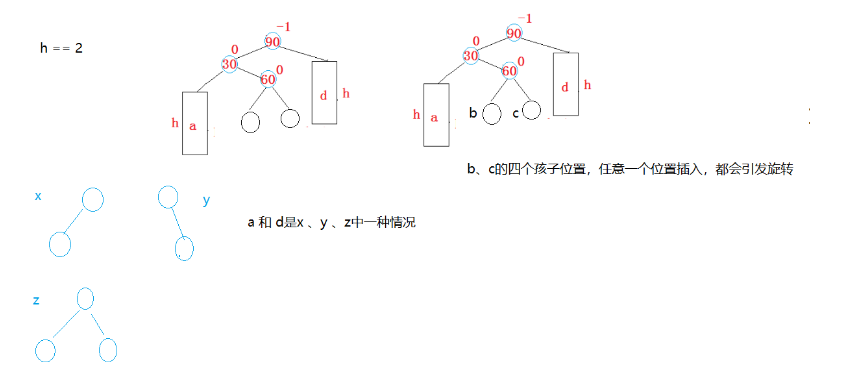 h == 2
-1
90
0
30
0
60
h
a
d
h
-1
90
0
30
0
60
b
c
h
a
d
h
b、c的四个孩子位置，任意一个位置插入，都会引发旋转
x
y
a 和 d是x 、y 、z中一种情况
z